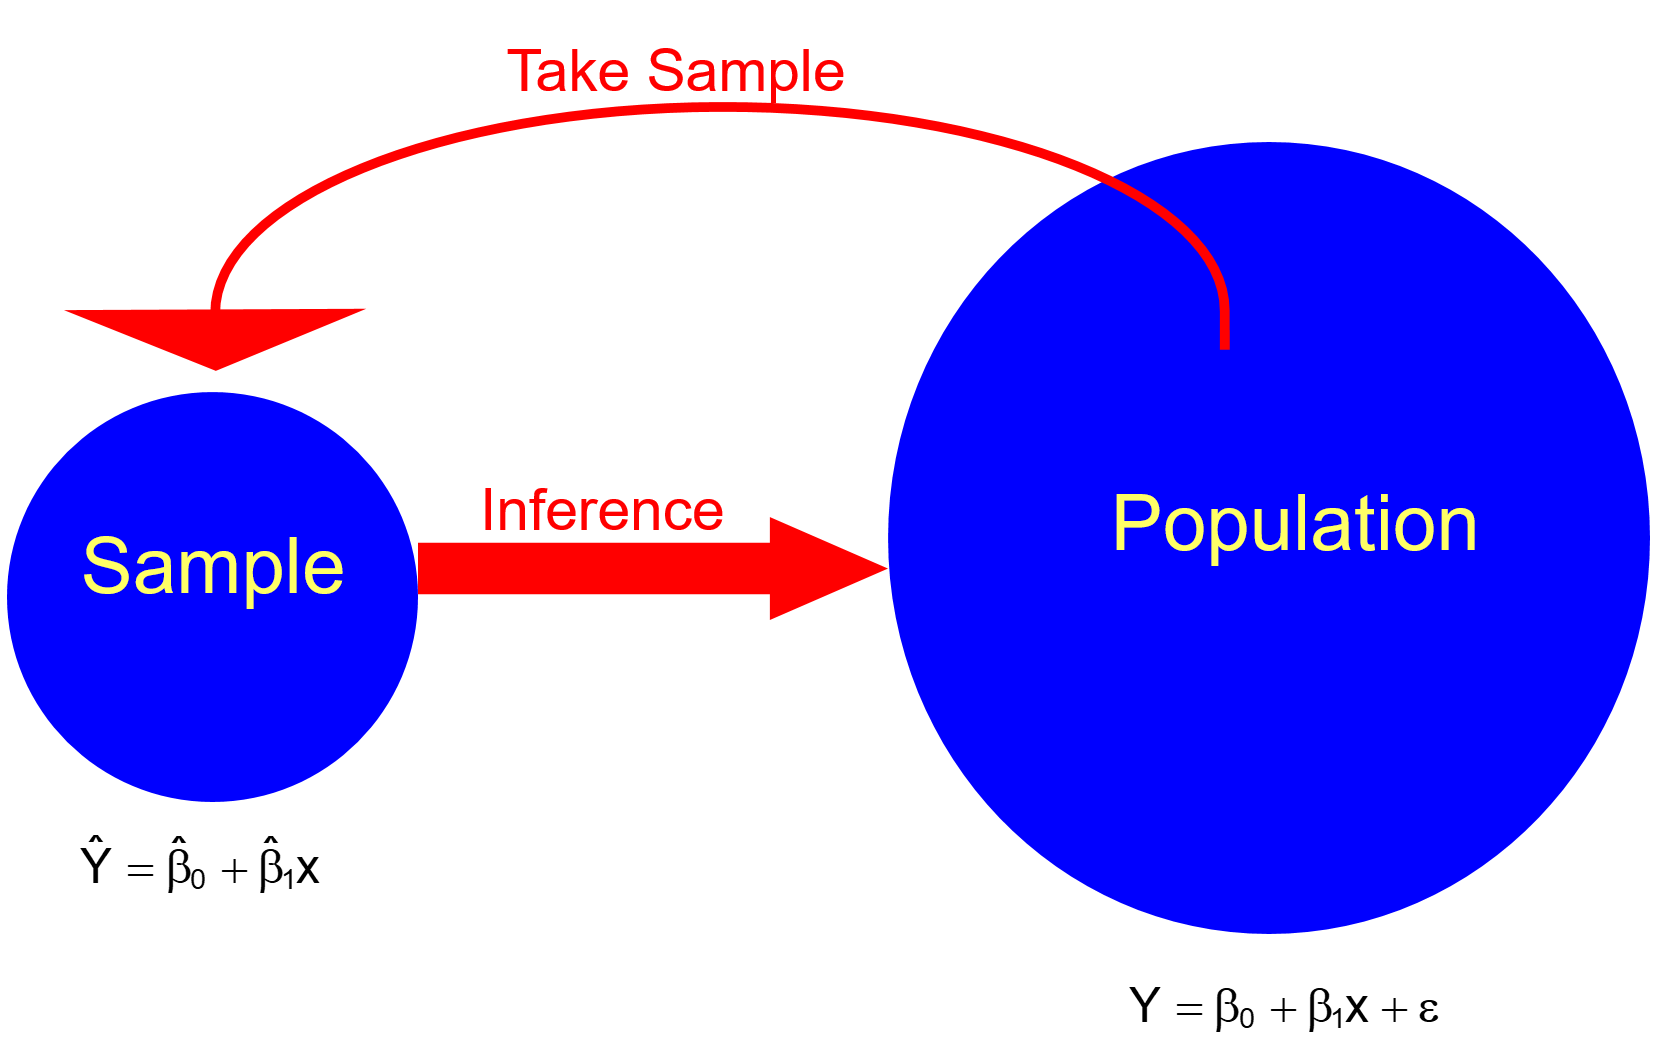 Take Sample
Inference
Sample
Population
Ŷ = β̂₀ + β̂₁x
Y = β₀ + β₁x + ε